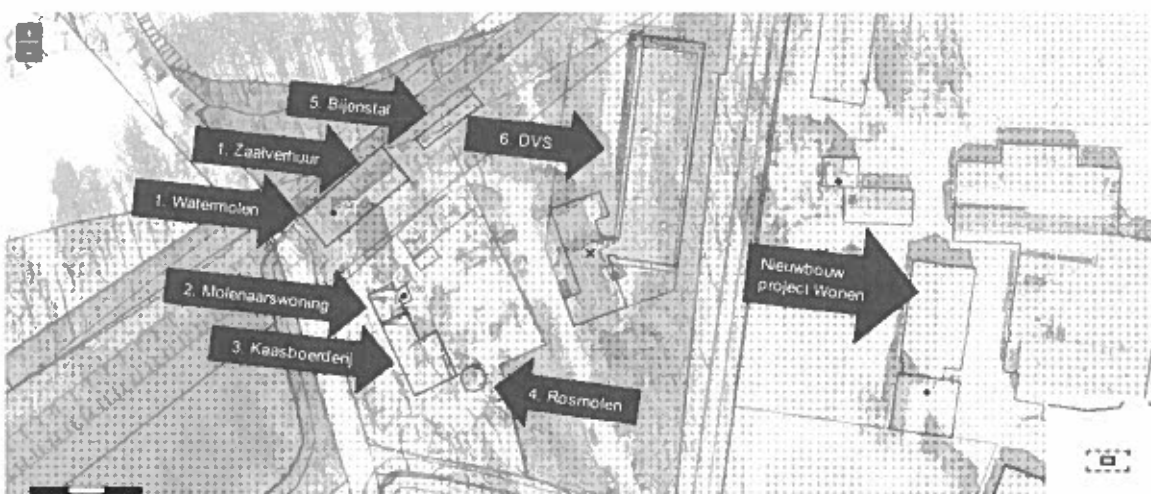 5. Bijenstal
1. Zaalverhuur
6. DVS
1. Watermolen
Nieuwbouw
project Wonen
2. Molenaarswoning
3. Kaasboerderij
4. Rosmolen